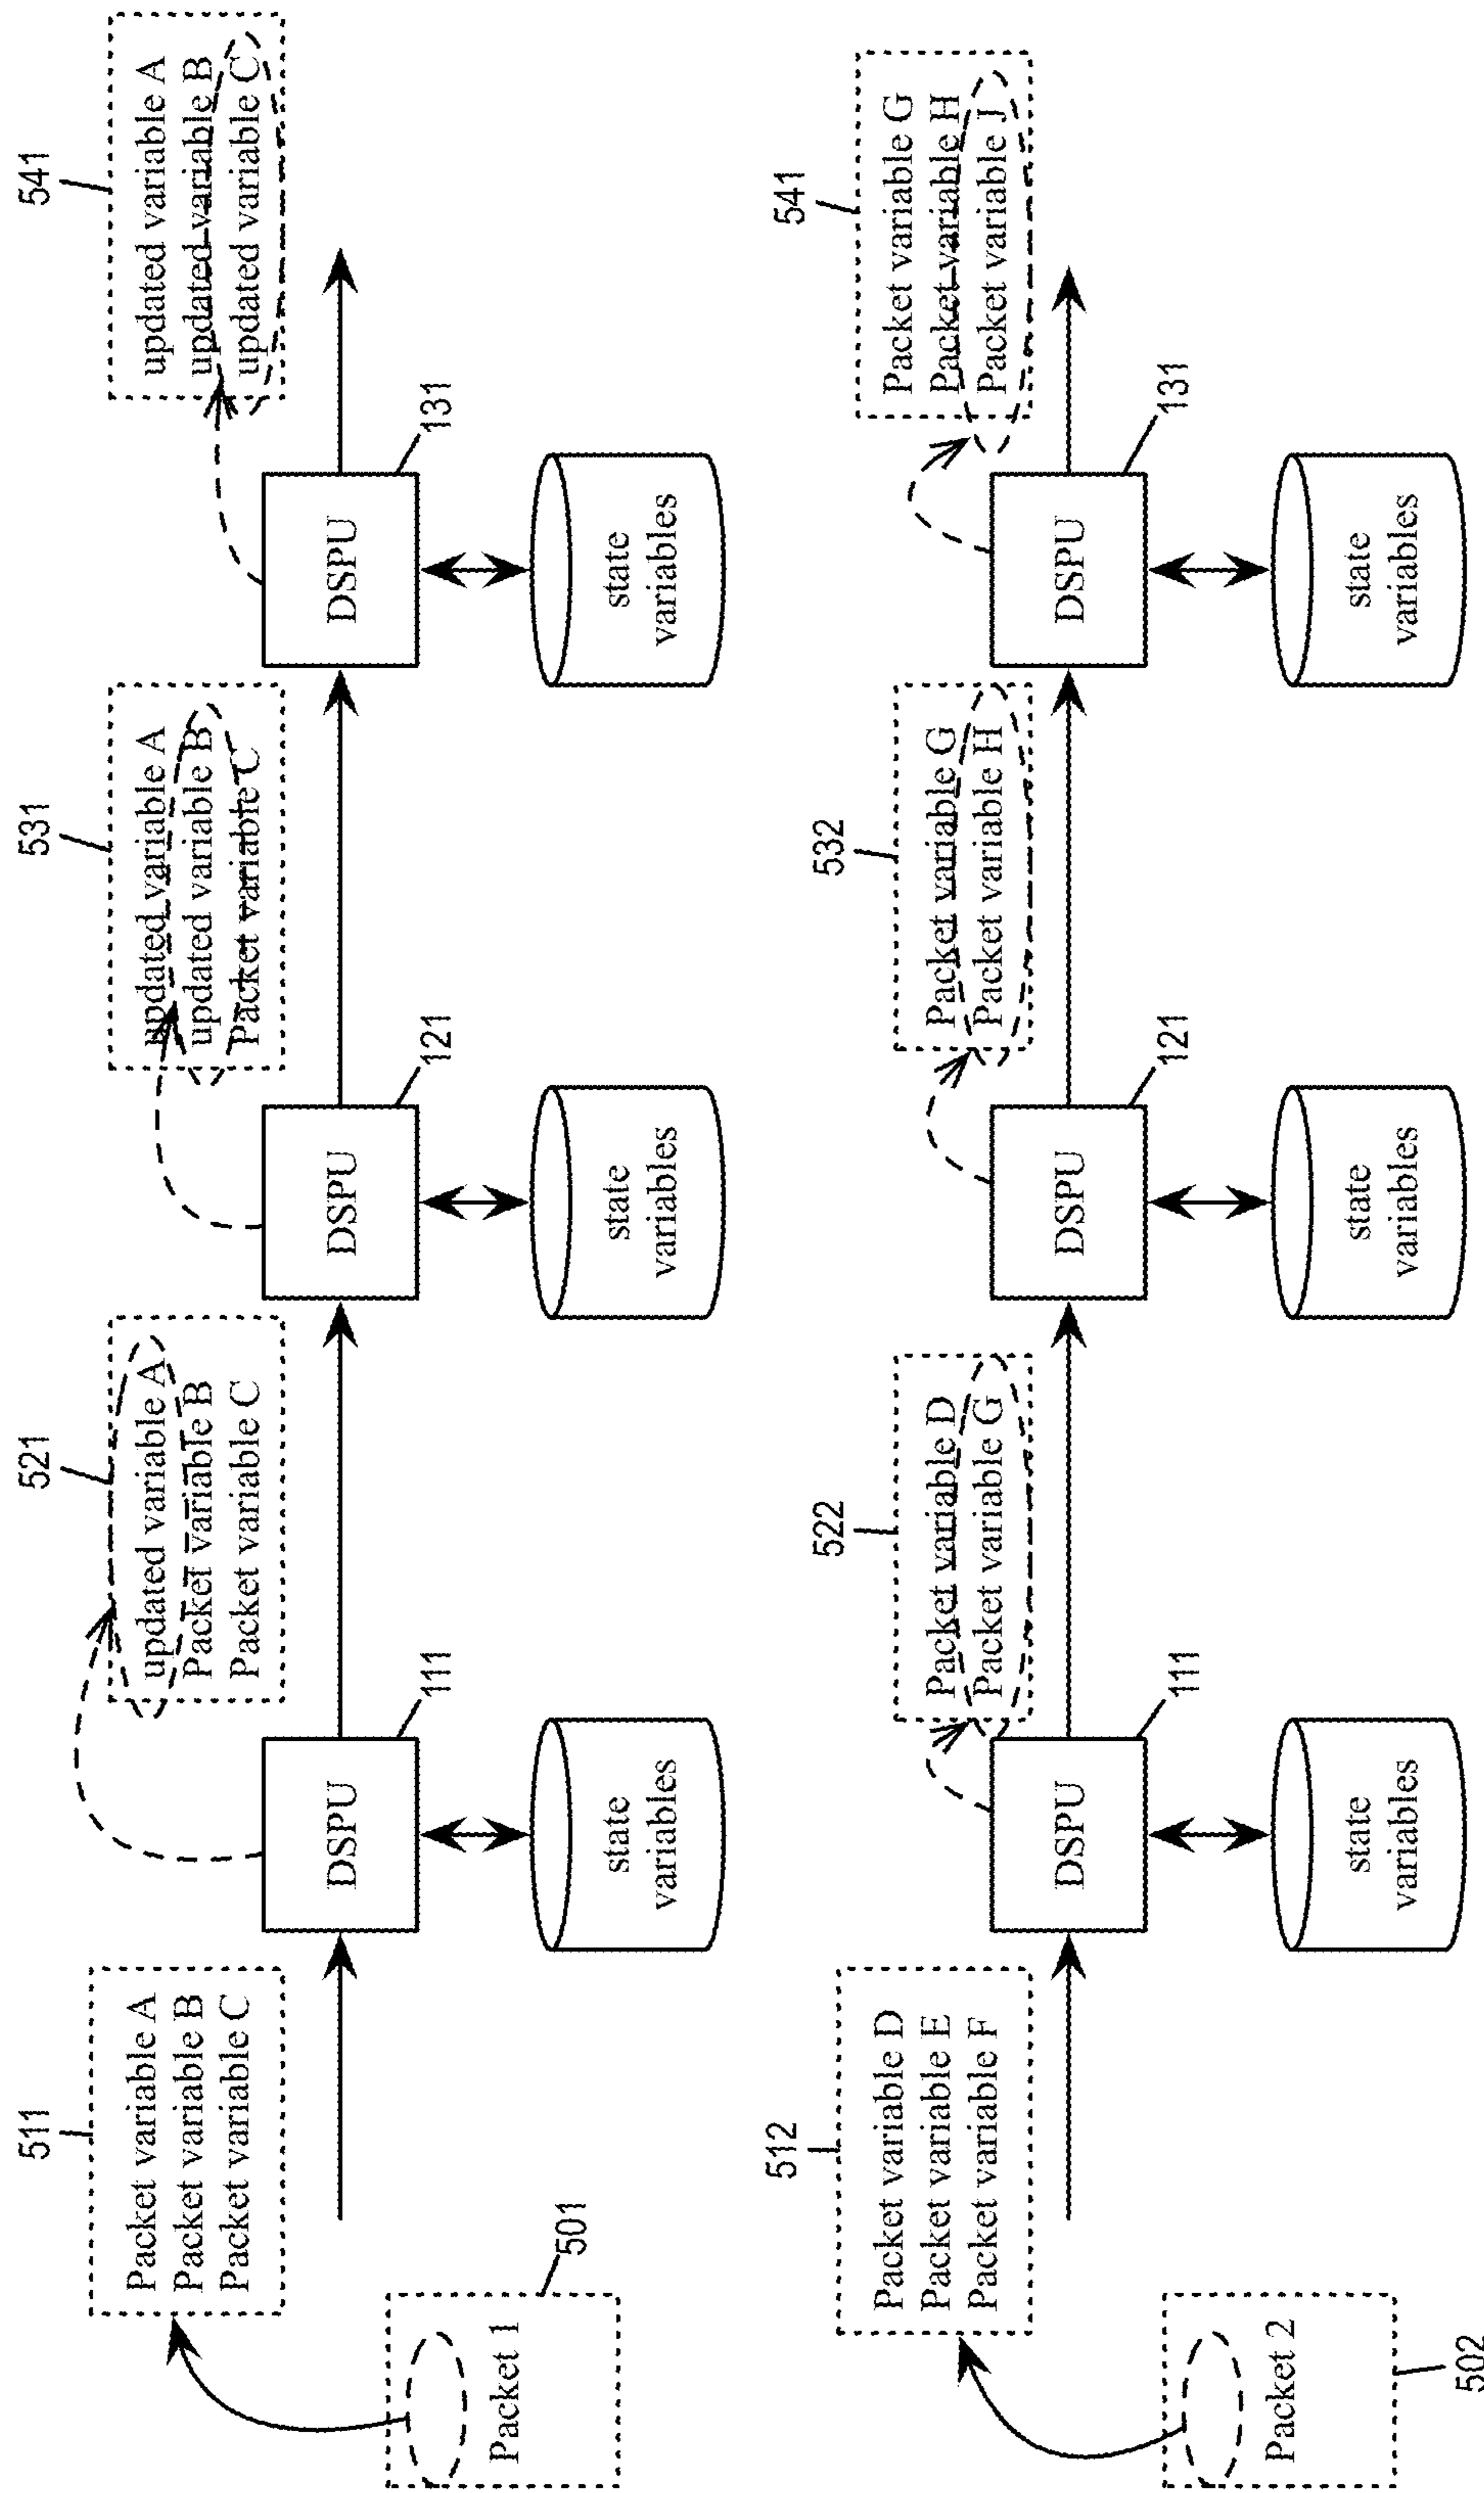 511
Packet variable A
Packet variable B
Packet variable C
521
updated variable A
Packet variable B
Packet variable C
531
updated variable A
updated variable B
Packet variable C
541
updated variable A
updated variable B
updated variable C
Packet 1
501
DSPU
111
DSPU
121
DSPU
131
state
variables
state
variables
state
variables
512
Packet variable D
Packet variable E
Packet variable F
522
Packet variable D
Packet variable G
532
Packet variable G
Packet variable H
541
Packet variable G
Packet variable H
Packet variable J
Packet 2
502
DSPU
111
DSPU
121
DSPU
131
state
variables
state
variables
state
variables